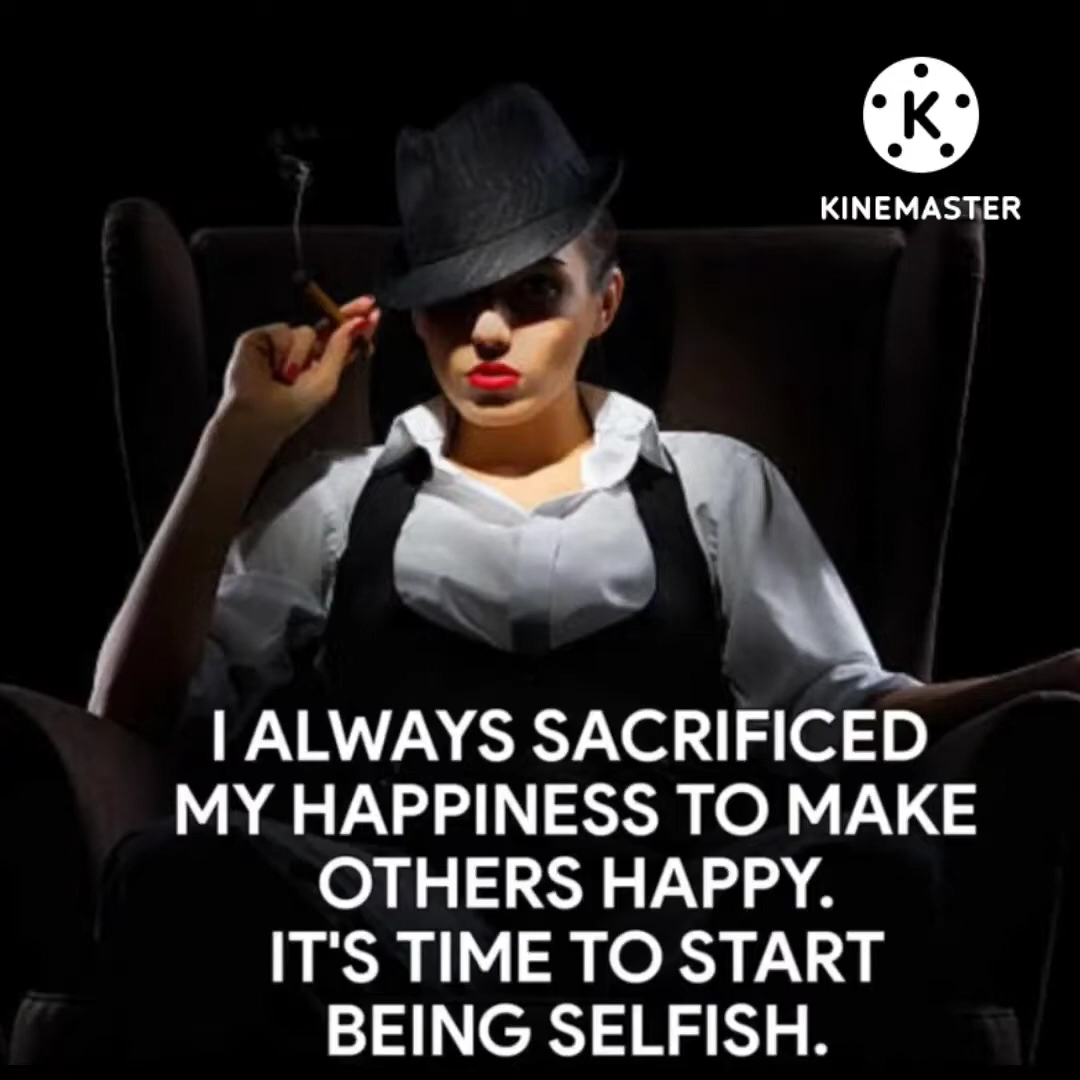 K
KINEMASTER
I ALWAYS SACRIFICED
MY HAPPINESS TO MAKE
OTHERS HAPPY.
IT'S TIME TO START
BEING SELFISH.